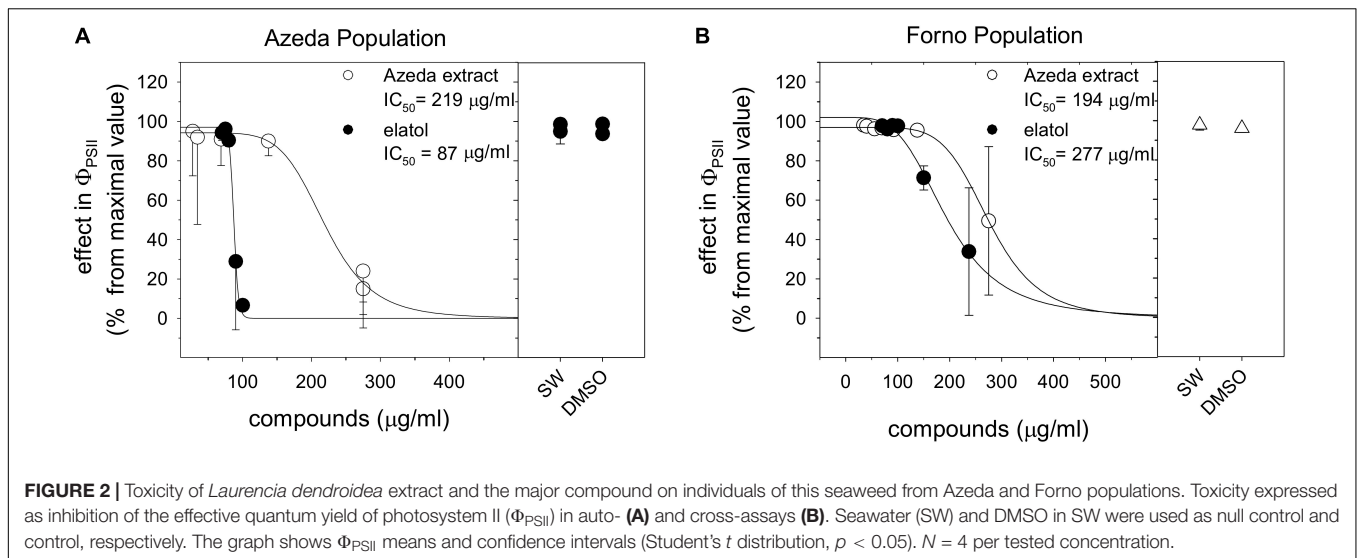 A
Azeda Population
effect in Φ_PSII
(% from maximal value)
120
100
80
60
40
20
0
Azeda extract
IC50= 219 μg/ml
elatol
IC50 = 87 μg/ml
100 200 300 400
SW
DMSO
compounds (μg/ml)
B
Forno Population
effect in Φ_PSII
(% from maximal value)
120
100
80
60
40
20
0
Azeda extract
IC50 = 194 μg/ml
elatol
IC50 = 277 μg/ml
0 100 200 300 400 500
SW
DMSO
compounds (μg/ml)
FIGURE 2 | Toxicity of Laurencia dendroidea extract and the major compound on individuals of this seaweed from Azeda and Forno populations. Toxicity expressed
as inhibition of the effective quantum yield of photosystem II (Φ_PSII) in auto- (A) and cross-assays (B). Seawater (SW) and DMSO in SW were used as null control and
control, respectively. The graph shows Φ_PSII means and confidence intervals (Student's t distribution, p < 0.05). N = 4 per tested concentration.